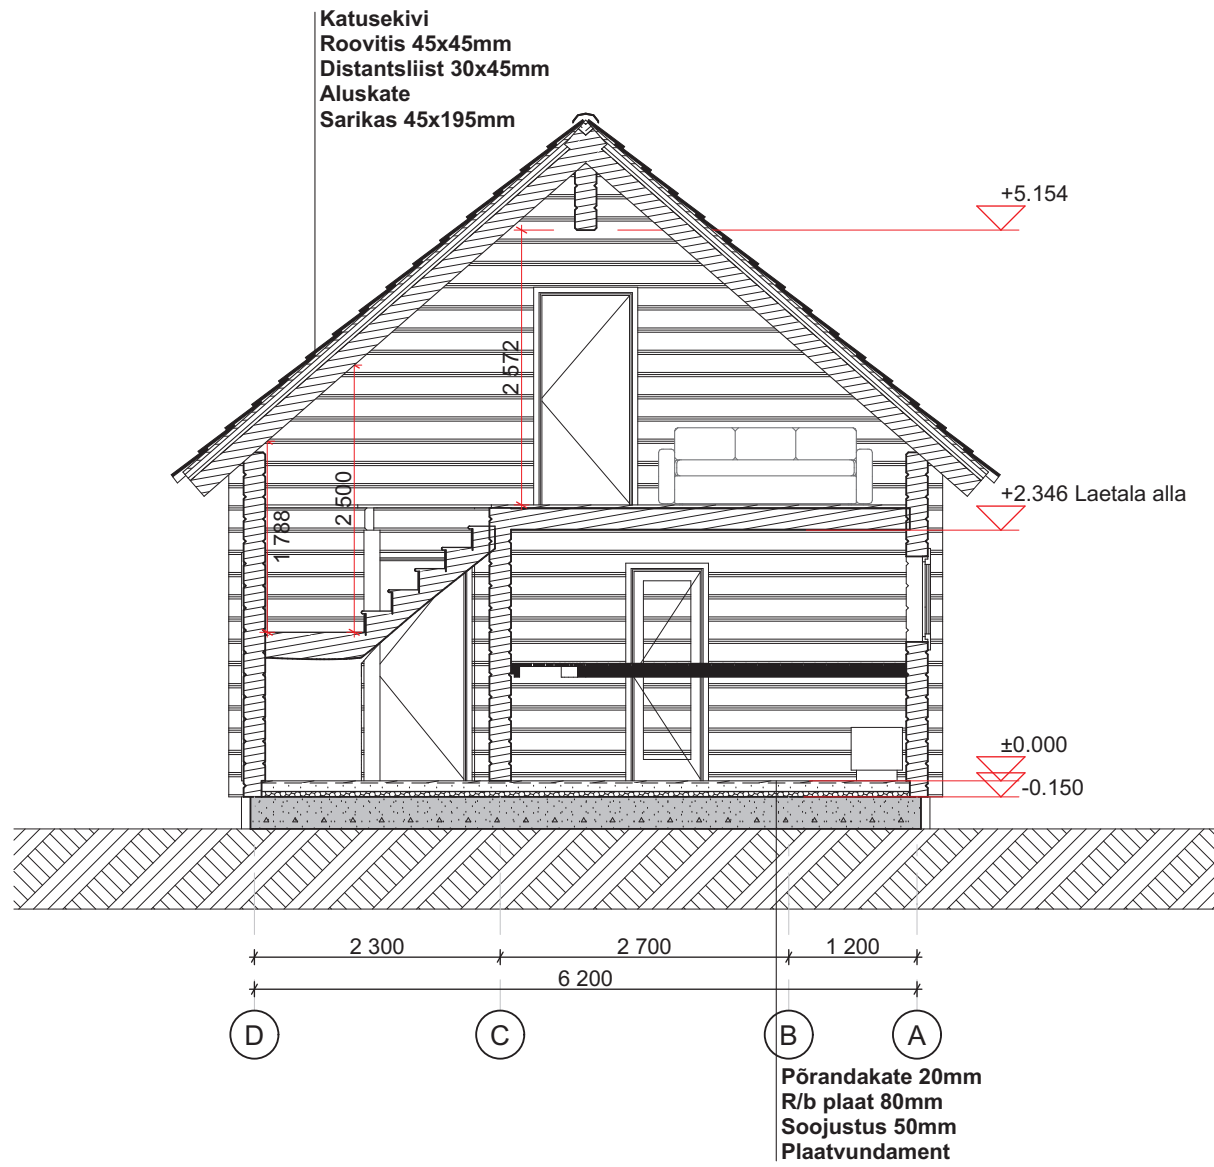 Katusekivi
Roovitis 45x45mm
Distantsliist 30x45mm
Aluskate
Sarikas 45x195mm
+5.154
2 572
2 500
1 788
+2.346 Laetala alla
±0.000
-0.150
2 300
2 700
1 200
6 200
D
C
B
A
Põrandakate 20mm
R/b plaat 80mm
Soojustus 50mm
Plaatvundament